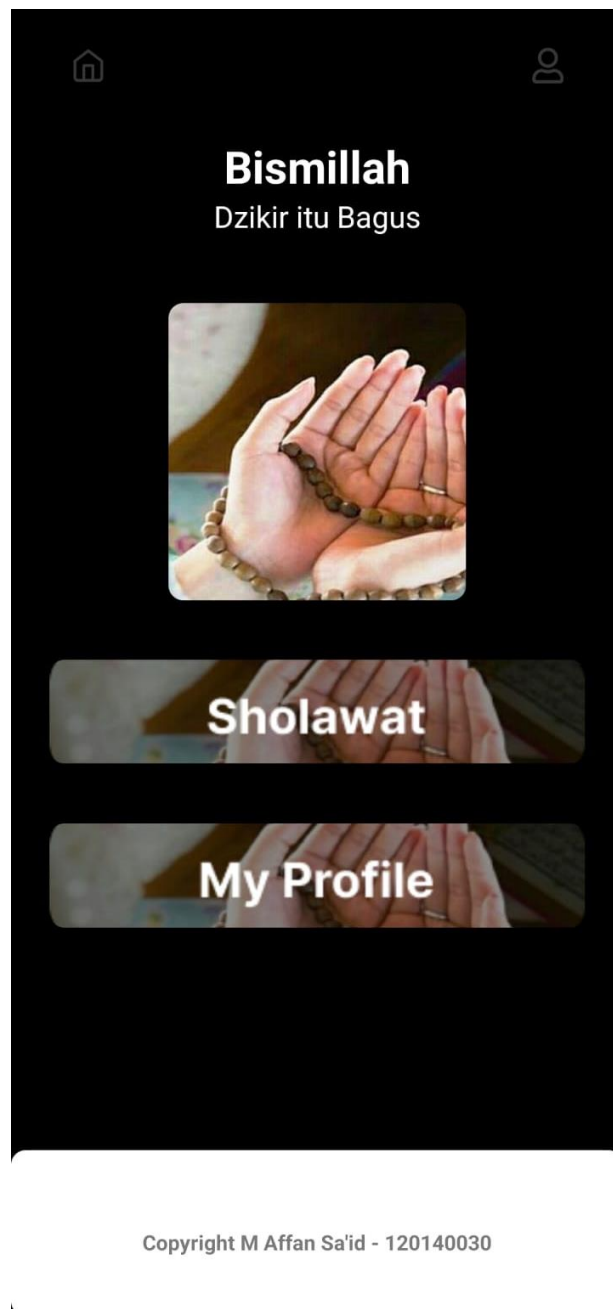 Bismillah
Dzikir itu Bagus
Sholawat
My Profile
Copyright M Affan Sa'id - 120140030